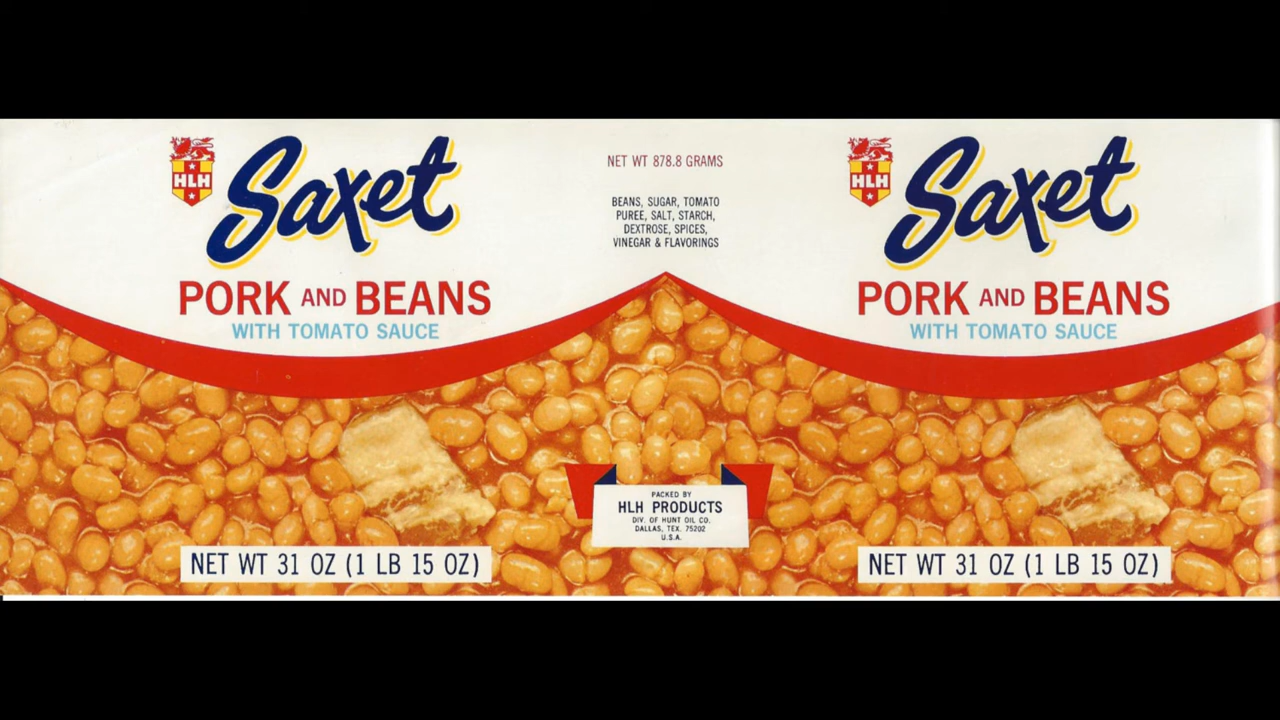 HLH
Saxet
PORK AND BEANS
WITH TOMATO SAUCE
NET WT 31 OZ (1 LB 15 OZ)
NET WT 878.8 GRAMS
BEANS, SUGAR, TOMATO
PUREE, SALT, STARCH,
DEXTROSE, SPICES,
VINEGAR & FLAVORINGS
PACKED BY
HLH PRODUCTS
DIV. OF HUNT OIL CO.
DALLAS, TEX. 75202
U.S.A.
HLH
Saxet
PORK AND BEANS
WITH TOMATO SAUCE
NET WT 31 OZ (1 LB 15 OZ)